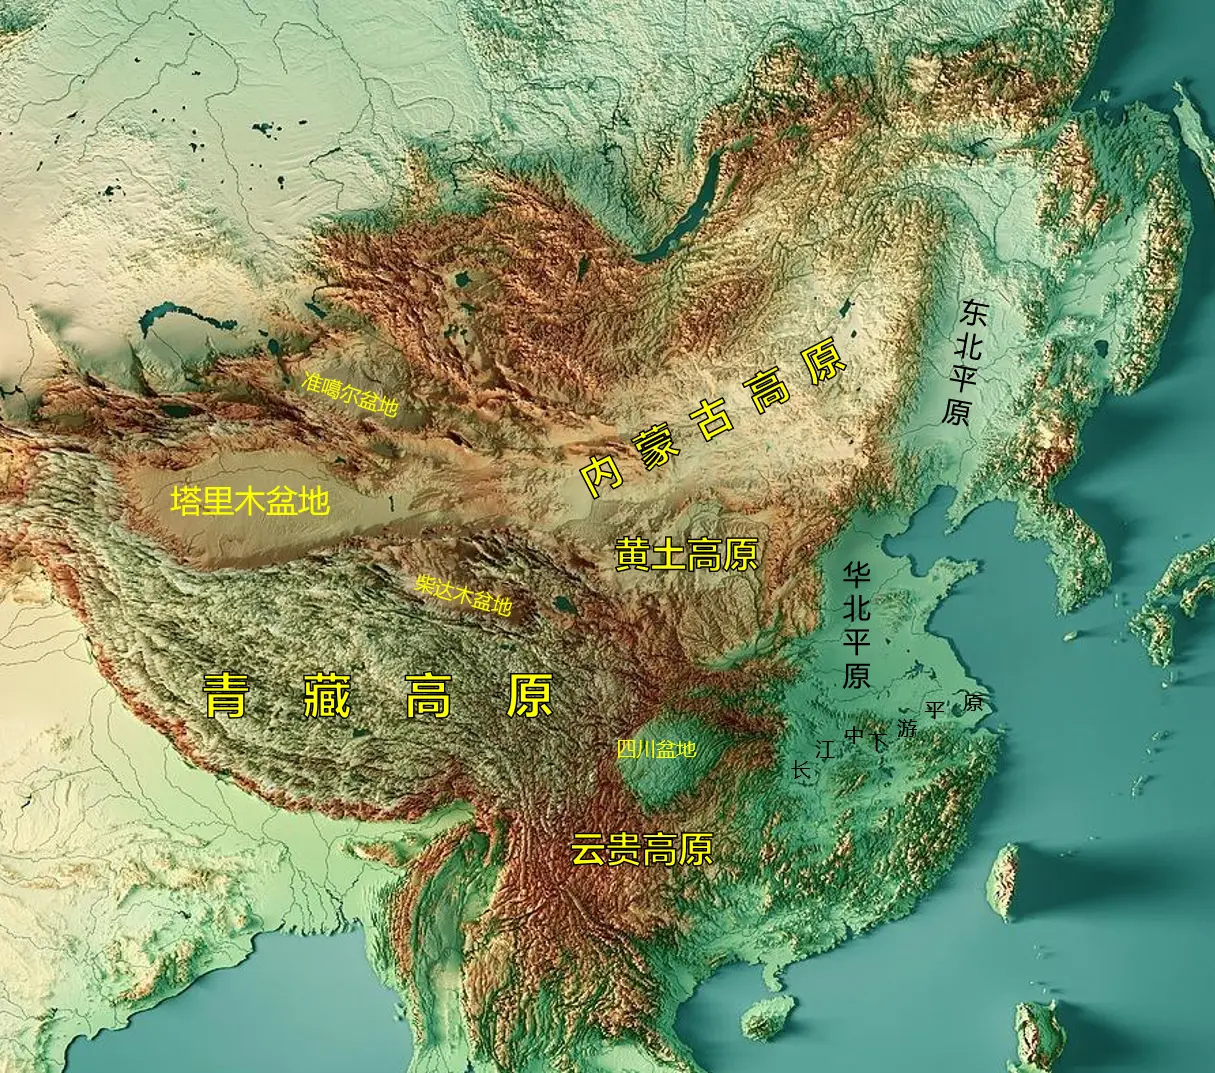 东北平原
内蒙古高原
准噶尔盆地
塔里木盆地
黄土高原
华北平原
柴达木盆地
青藏高原
四川盆地
长江中下游平原
云贵高原